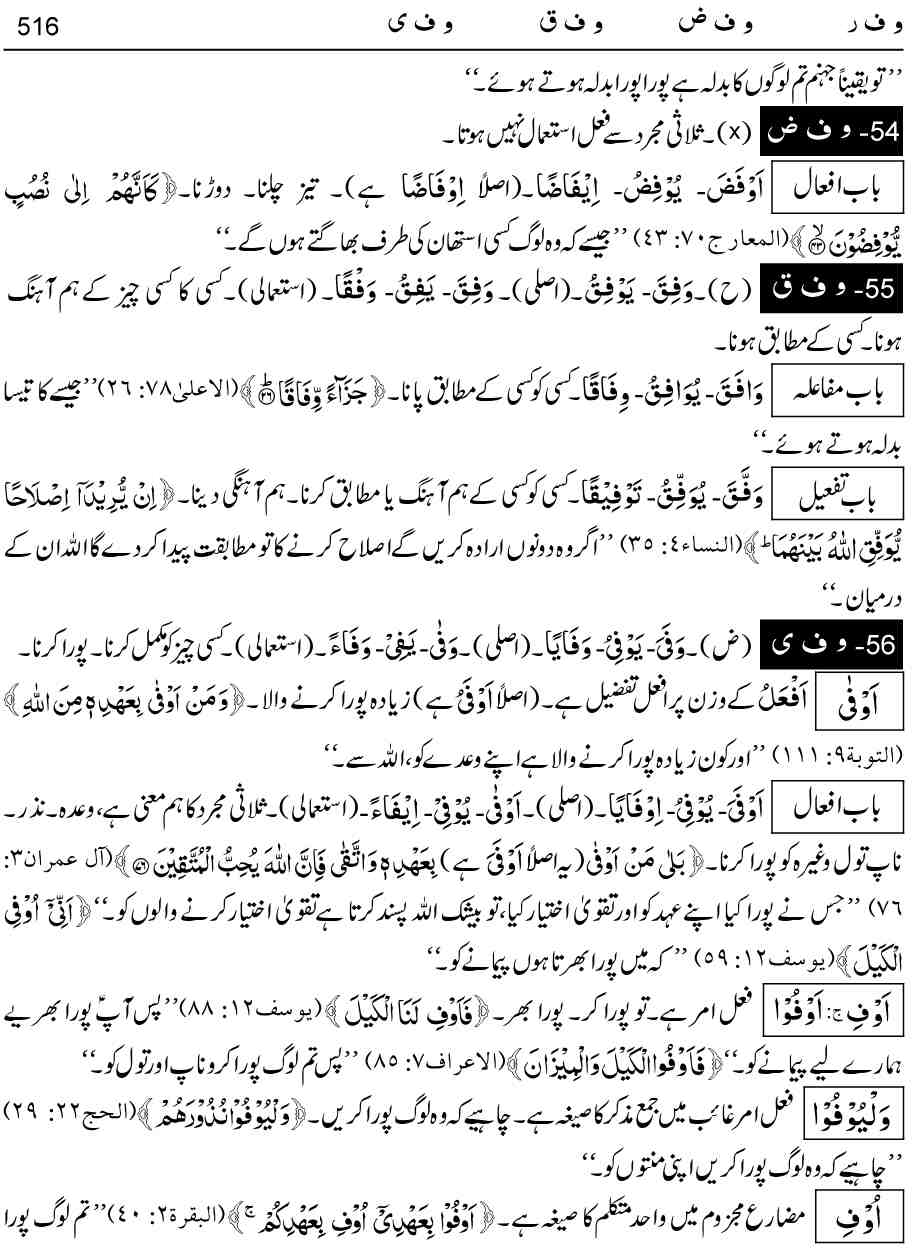 و ف ر و ف ض و ف ق و ف ی 516
’’تو یقیناً جہنم تم لوگوں کا بدلہ ہے پورا پورا بدلہ ہوتے ہوئے۔‘‘
54- و ف ض (x)۔ ثلاثی مجرد سے فعل استعمال نہیں ہوتا۔
باب افعال اَوْفَضَ- یُوْفِضُ- اِیْفَاضًا۔ (اصلاً اِوْفَاضًا ہے)۔ تیز چلنا۔ دوڑنا۔ ﴿کَاَنَّهُمْ اِلٰی نُصُبٍ
یُّوْفِضُوْنَ ۙ۴۳﴾ (المعارج۷۰: ۴۳) ’’جیسے کہ وہ لوگ کسی استھان کی طرف بھاگتے ہوں گے۔‘‘
55- و ف ق (ح)۔ وَفِقَ- یَوْفِقُ۔ (اصلی)۔ وَفِقَ- یَفِقُ- وَفْقًا۔ (استعمالی)۔ کسی کا کسی چیز کے ہم آہنگ
ہونا۔ کسی کے مطابق ہونا۔
باب مفاعلہ وَافَقَ- یُوَافِقُ- وِفَاقًا۔ کسی کو کسی کے مطابق پانا۔ ﴿جَزَآءً وِّفَاقًا ؕ۲۶﴾ (الاعلیٰ۷۸: ۲۶) ’’جیسے کا تیسا
بدلہ ہوتے ہوئے۔‘‘
باب تفعیل وَفَّقَ- یُوَفِّقُ- تَوْفِیْقًا۔ کسی کو کسی کے ہم آہنگ یا مطابق کرنا۔ ہم آہنگی دینا۔ ﴿اِنْ یُّرِیْدَآ اِصْلَاحًا
یُّوَفِّقِ اللّٰهُ بَیْنَهُمَا ؕ﴾ (النساء٤: ۳۵) ’’اگر وہ دونوں ارادہ کریں گے اصلاح کرنے کا تو مطابقت پیدا کر دے گا اللہ ان کے
درمیان۔‘‘
56- و ف ی (ض)۔ وَفَیَ- یَوْفِیُ- وَفَایًا۔ (اصلی)۔ وَفٰی- یَفِیْ- وَفَاءً۔ (استعمالی)۔ کسی چیز کو مکمل کرنا۔ پورا کرنا۔
اَوْفٰی اَفْعَلُ کے وزن پر افعل تفضیل ہے۔ (اصلاً اَوْفَیُ ہے) زیادہ پورا کرنے والا۔ ﴿وَمَنْ اَوْفٰی بِعَهْدِهٖ مِنَ اللّٰهِ﴾
(التوبة۹: ۱۱۱) ’’اور کون زیادہ پورا کرنے والا ہے اپنے وعدے کو، اللہ سے۔‘‘
باب افعال اَوْفَیَ- یُوْفِیُ- اِوْفَایًا۔ (اصلی)۔ اَوْفٰی- یُوْفِیْ- اِیْفَاءً۔ (استعمالی)۔ ثلاثی مجرد کا ہم معنی ہے، وعدہ۔ نذر۔
ناپ تول وغیرہ کو پورا کرنا۔ ﴿بَلٰی مَنْ اَوْفٰی (یہ اصلاً اَوْفَیَ ہے) بِعَهْدِهٖ وَاتَّقٰی فَاِنَّ اللّٰهَ یُحِبُّ الْمُتَّقِیْنَ ۷۶﴾ (آل عمران۳:
۷۶) ’’جس نے پورا کیا اپنے عہد کو اور تقویٰ اختیار کیا، تو بیشک اللہ پسند کرتا ہے تقویٰ اختیار کرنے والوں کو۔‘‘ ﴿اَنِّیْٓ اُوْفِی
الْکَیْلَ﴾ (یوسف۱۲: ۵۹) ’’ کہ میں پورا بھرتا ہوں پیمانے کو۔‘‘
اَوْفِ ج: اَوْفُوْا فعل امر ہے۔ تو پورا کر۔ پورا بھر۔ ﴿فَاَوْفِ لَنَا الْکَیْلَ﴾ (یوسف۱۲: ۸۸) ’’پس آپؑ پورا بھریے
ہمارے لیے پیمانے کو۔‘‘ ﴿فَاَوْفُوا الْکَیْلَ وَالْمِیْزَانَ﴾ (الاعراف۷: ۸۵) ’’پس تم لوگ پورا کرو ناپ اور تول کو۔‘‘
وَلْیُوْفُوْا فعل امر غائب میں جمع مذکر کا صیغہ ہے۔ چاہیے کہ وہ لوگ پورا کریں۔ ﴿وَلْیُوْفُوْا نُذُوْرَهُمْ﴾ (الحج۲۲: ۲۹)
’’چاہیے کہ وہ لوگ پورا کریں اپنی منتوں کو۔‘‘
اُوْفِ مضارع مجزوم میں واحد متکلم کا صیغہ ہے۔ ﴿اَوْفُوْا بِعَهْدِیْٓ اُوْفِ بِعَهْدِکُمْ ۚ﴾ (البقرة۲: ۴۰) ’’تم لوگ پورا